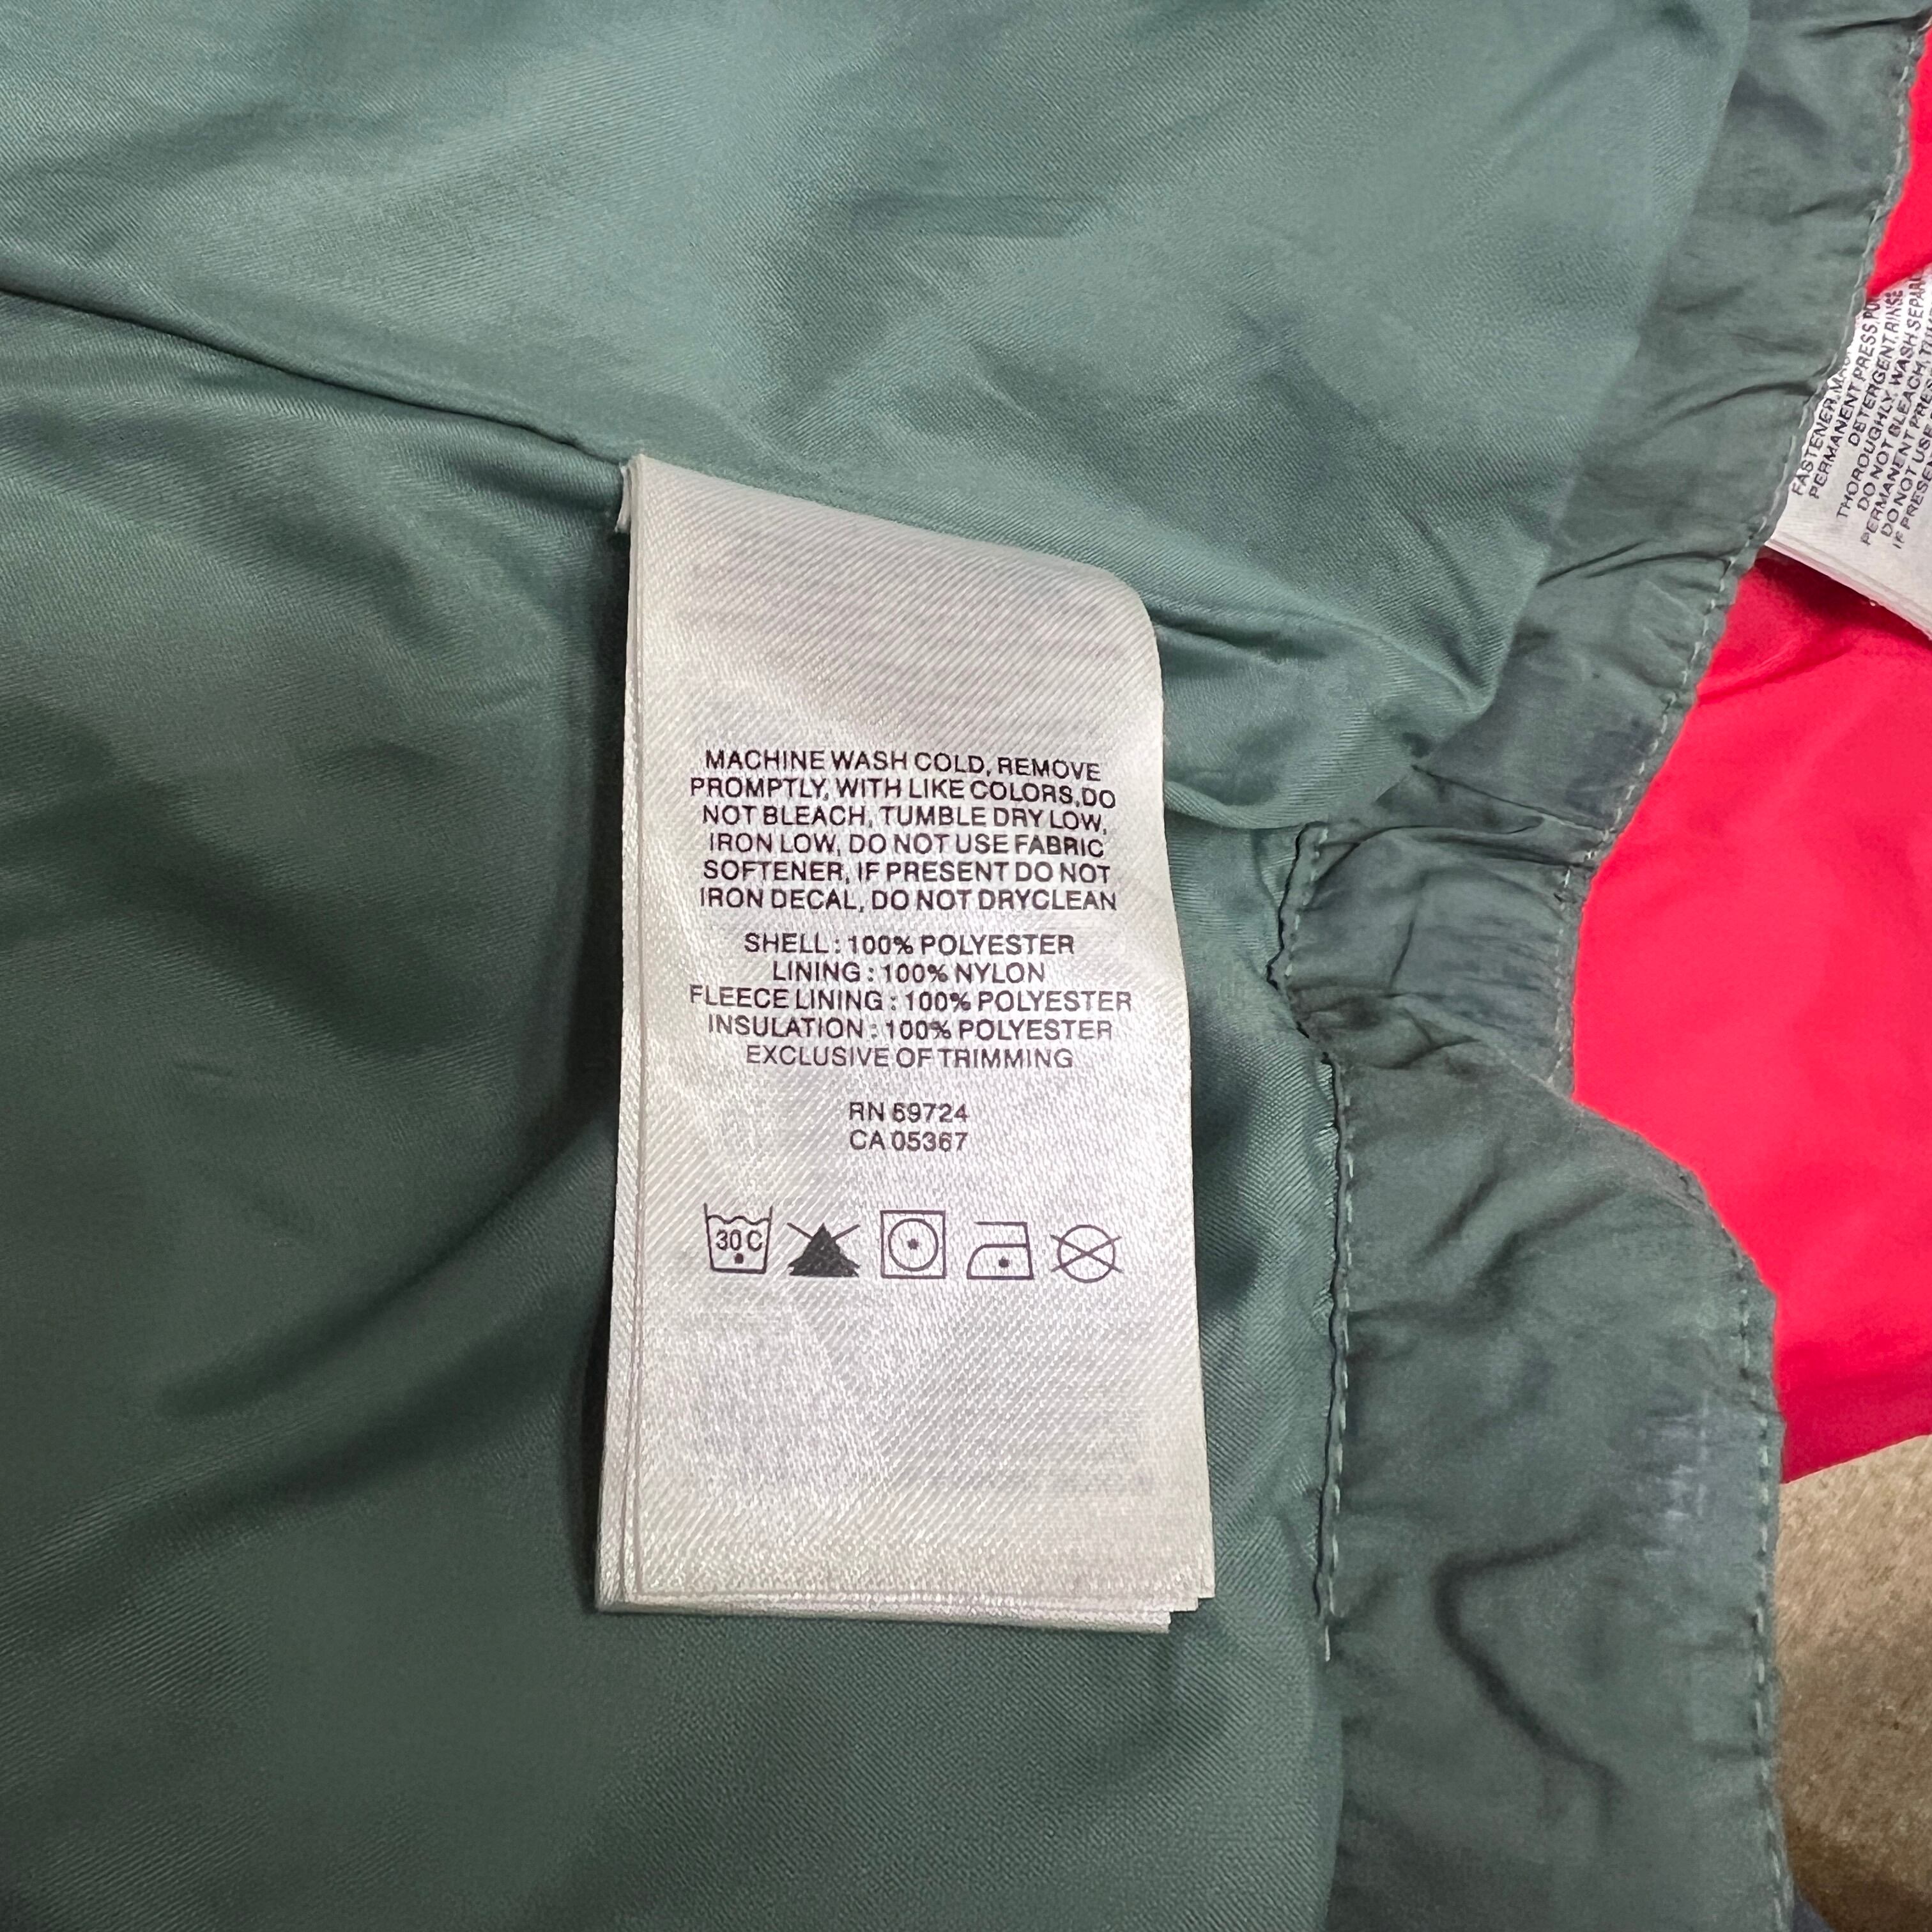 MACHINE WASH COLD, REMOVE
PROMPTLY, WITH LIKE COLORS, DO
NOT BLEACH, TUMBLE DRY LOW,
IRON LOW, DO NOT USE FABRIC
SOFTENER, IF PRESENT DO NOT
IRON DECAL, DO NOT DRYCLEAN
SHELL : 100% POLYESTER
LINING : 100% NYLON
FLEECE LINING : 100% POLYESTER
INSULATION : 100% POLYESTER
EXCLUSIVE OF TRIMMING
RN 69724
CA 05367
30 C
FASTENER,
PERMANENT PRESS
THOROUGHLY,
DETERGENT. RINSE
DO NOT BLEACH.
WASH
PERMANENT
DO NOT
IF PRESENT